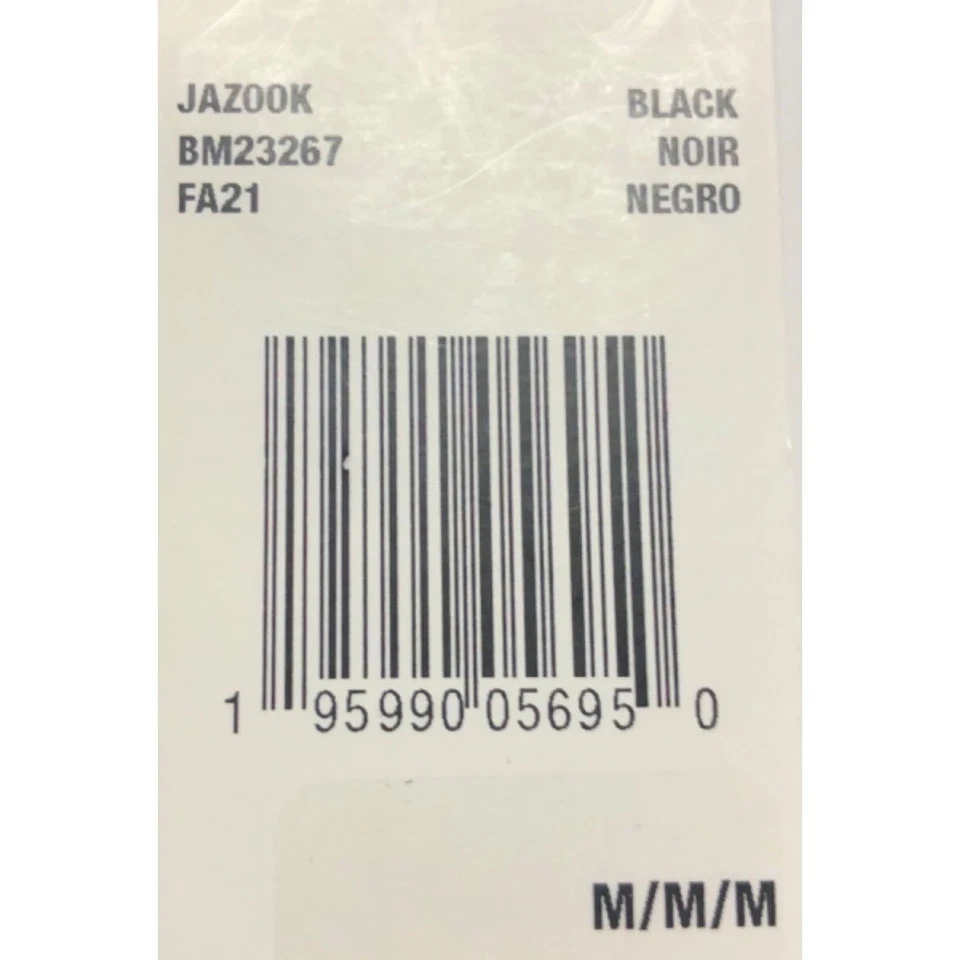 JAZOOK
BM23267
FA21
BLACK
NOIR
NEGRO
1 95990 05695 0
M/M/M